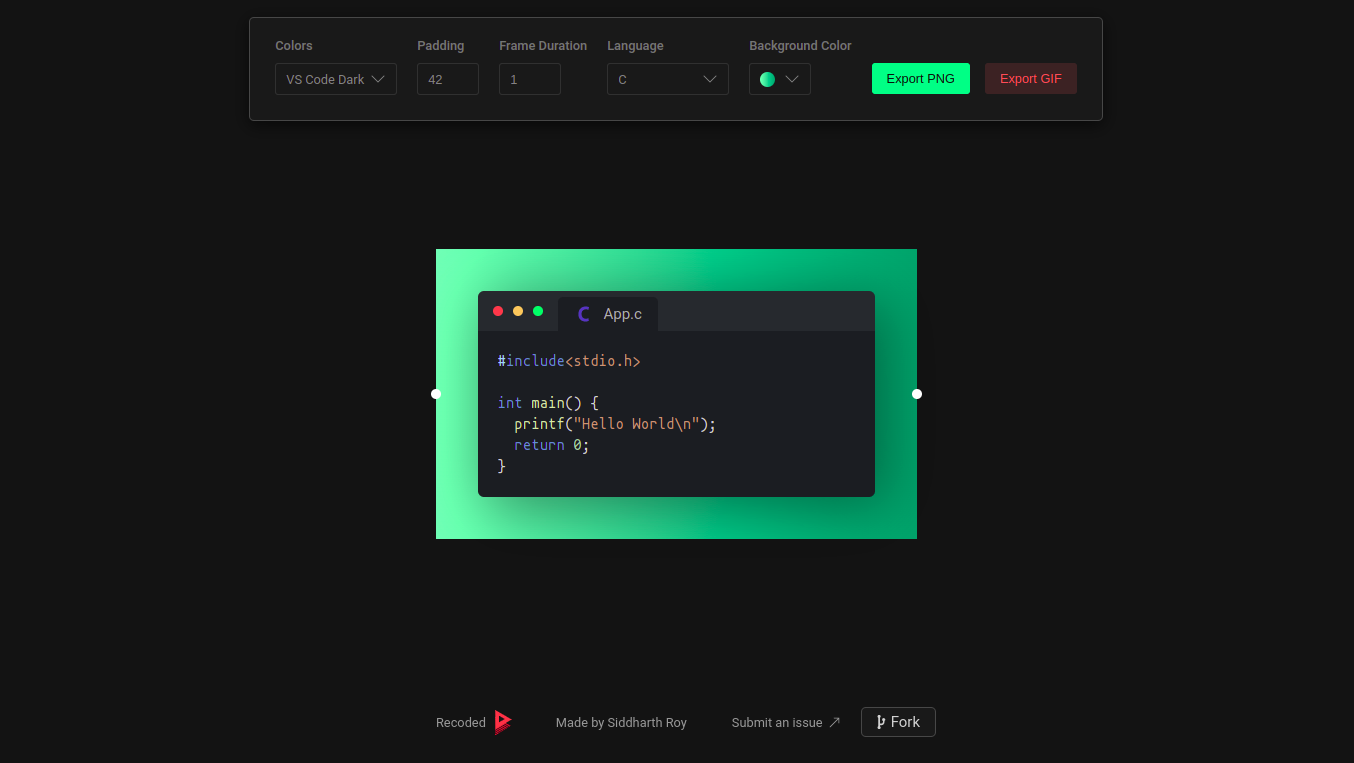 Colors Padding Frame Duration Language Background Color
VS Code Dark 42 1 C Export PNG Export GIF
App.c
#include<stdio.h>
int main() {
  printf("Hello World\n");
  return 0;
}
Recoded Made by Siddharth Roy Submit an issue Fork